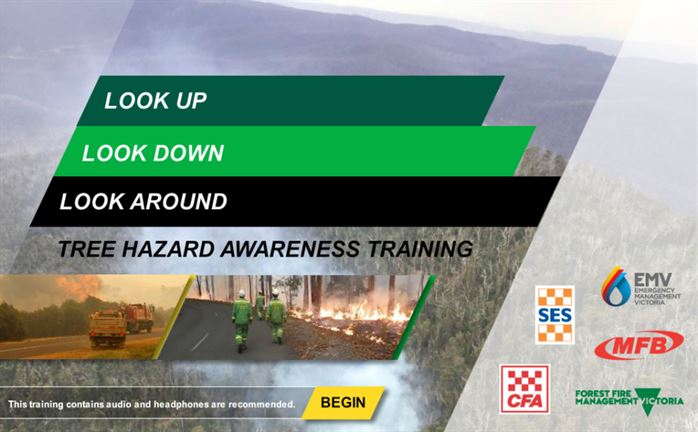 LOOK UP
LOOK DOWN
LOOK AROUND
TREE HAZARD AWARENESS TRAINING
EMV
EMERGENCY
MANAGEMENT
VICTORIA
SES
MFB
CFA
FOREST FIRE
MANAGEMENT VICTORIA
This training contains audio and headphones are recommended.
BEGIN